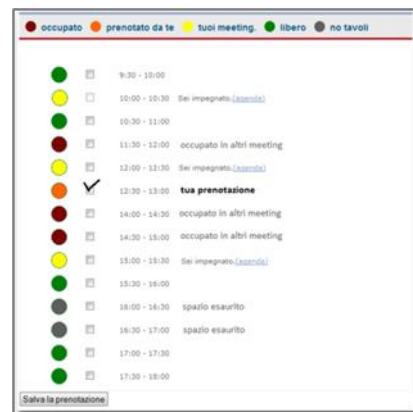 occupato prenotato da te tuoi meeting. libero no tavoli
9:30 - 10:00
10:00 - 10:30 Sei impegnato.(agenda)
10:30 - 11:00
11:30 - 12:00 occupato in altri meeting
12:00 - 12:30 Sei impegnato.(agenda)
12:30 - 13:00 tua prenotazione
14:00 - 14:30 occupato in altri meeting
14:30 - 15:00 occupato in altri meeting
15:00 - 15:30 Sei impegnato.(agenda)
15:30 - 16:00
16:00 - 16:30 spazio esaurito
16:30 - 17:00 spazio esaurito
17:00 - 17:30
17:30 - 18:00
Salva la prenotazione